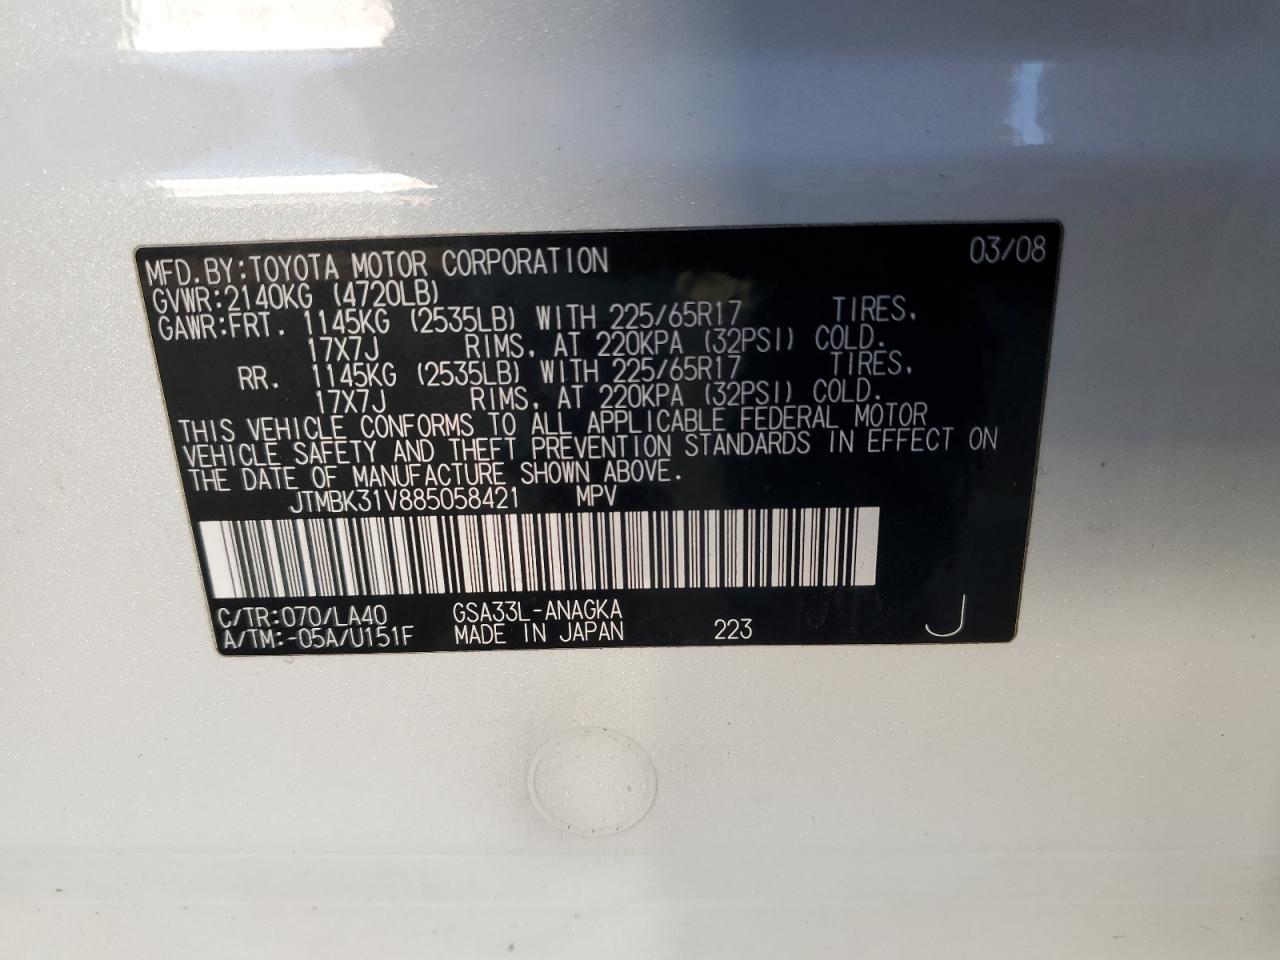 MFD.BY:TOYOTA MOTOR CORPORATION 03/08
GVWR:2140KG (4720LB)
GAWR:FRT. 1145KG (2535LB) WITH 225/65R17 TIRES,
17X7J RIMS, AT 220KPA (32PSI) COLD.
RR. 1145KG (2535LB) WITH 225/65R17 TIRES,
17X7J RIMS, AT 220KPA (32PSI) COLD.
THIS VEHICLE CONFORMS TO ALL APPLICABLE FEDERAL MOTOR
VEHICLE SAFETY AND THEFT PREVENTION STANDARDS IN EFFECT ON
THE DATE OF MANUFACTURE SHOWN ABOVE.
JTMBK31V885058421 MPV
C/TR:070/LA40 GSA33L-ANAGKA
A/TM:-05A/U151F MADE IN JAPAN 223 J